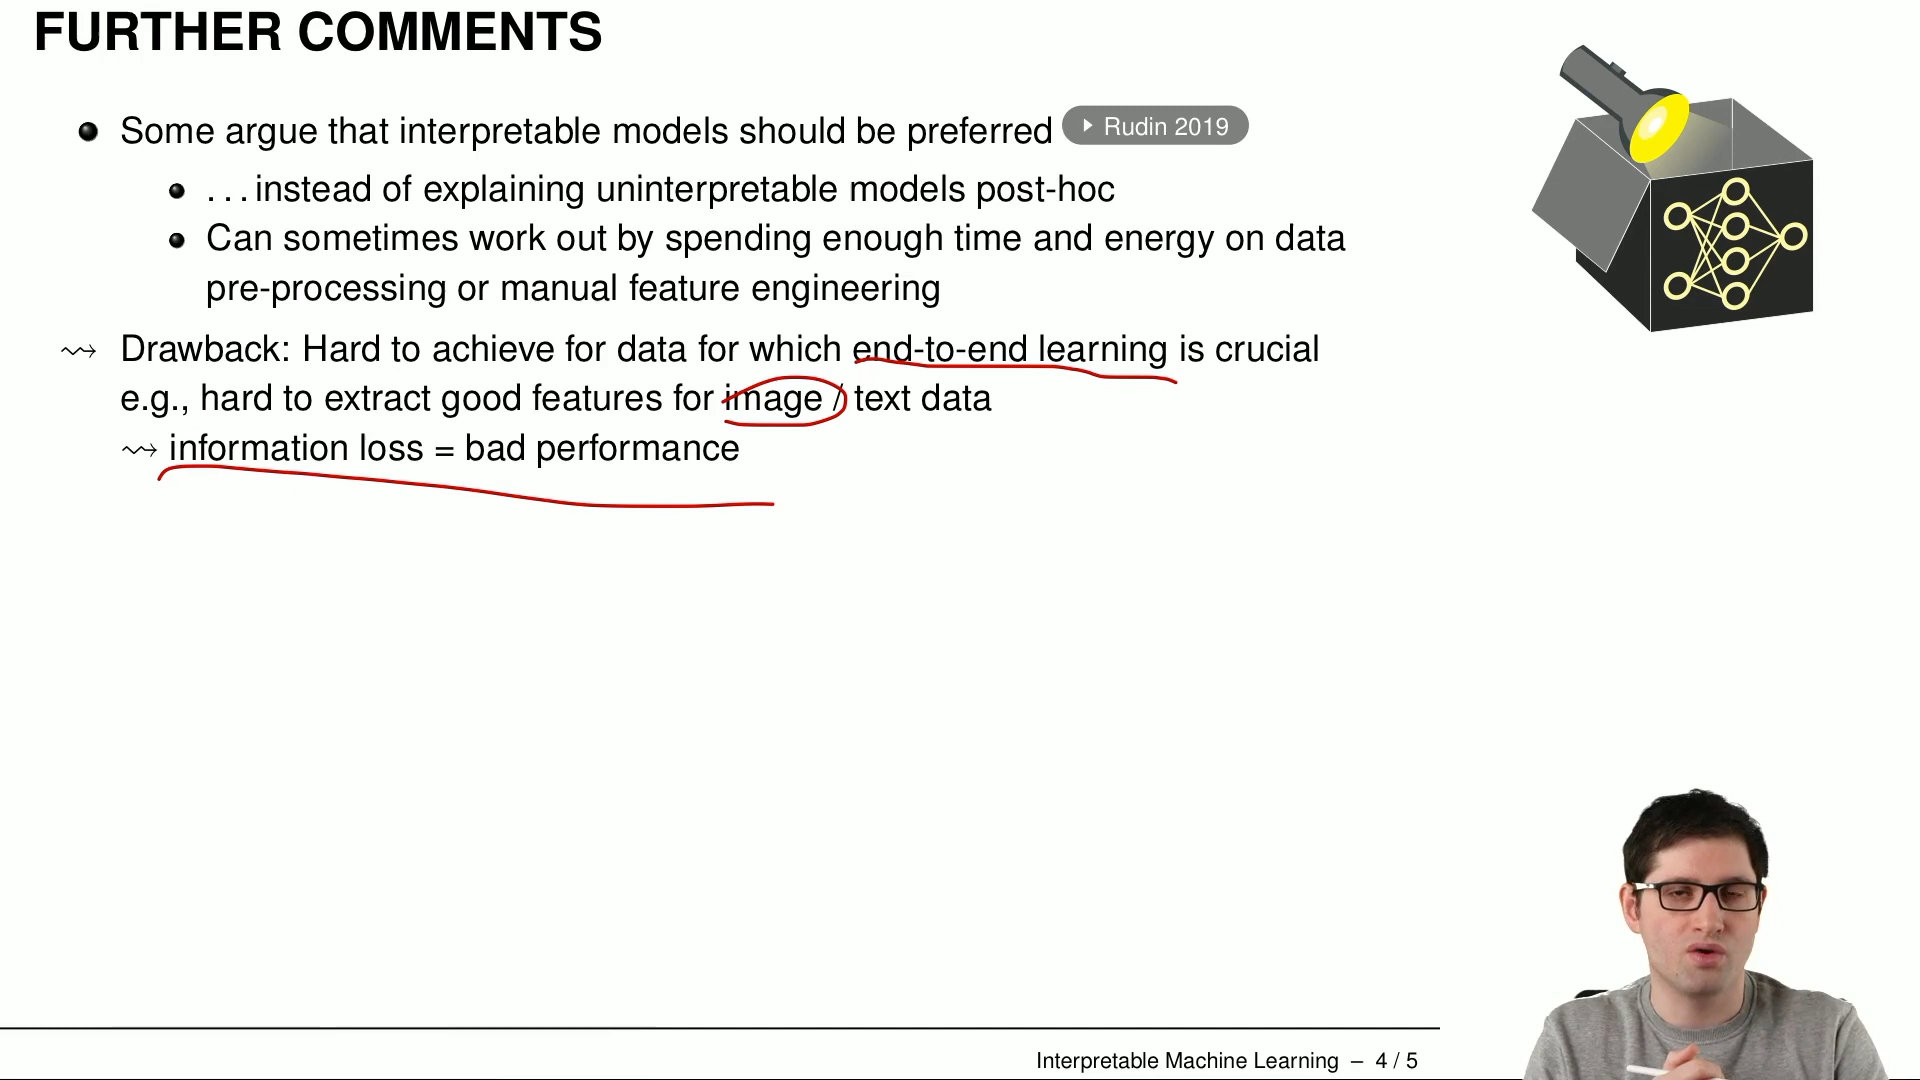 FURTHER COMMENTS
Some argue that interpretable models should be preferred Rudin 2019
...instead of explaining uninterpretable models post-hoc
Can sometimes work out by spending enough time and energy on data
pre-processing or manual feature engineering
Drawback: Hard to achieve for data for which end-to-end learning is crucial
e.g., hard to extract good features for image / text data
⇝ information loss = bad performance
Interpretable Machine Learning – 4 / 5